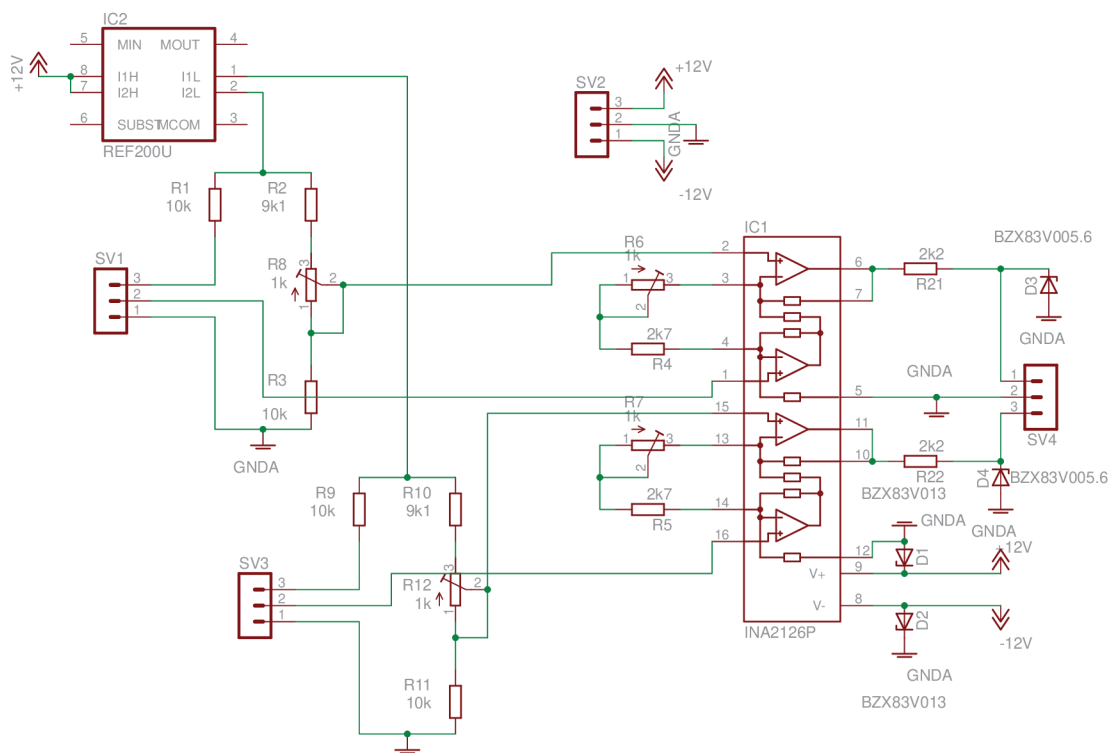 IC2
+12V
5 MIN MOUT 4
8 I1H I1L 1
7 I2H I2L 2
6 SUBST MCOM 3
REF200U
SV2
3
2
1
+12V
GNDA
-12V
R1
10k
R2
9k1
SV1
3
2
1
R8
1k
3
2
1
R3
10k
GNDA
R6
1k
1
3
2
2k7
R4
R7
1k
1
3
2
2k7
R5
IC1
2
3
4
1
15
13
14
16
6
7
5
11
10
12
V+ 9
V- 8
INA2126P
2k2
R21
BZX83V005.6
D3
GNDA
GNDA
1
2
3
SV4
2k2
R22
D4
BZX83V005.6
BZX83V013
GNDA
GNDA
D1
+12V
D2
-12V
GNDA
BZX83V013
R9
10k
R10
9k1
SV3
3
2
1
R12
1k
3
2
1
R11
10k